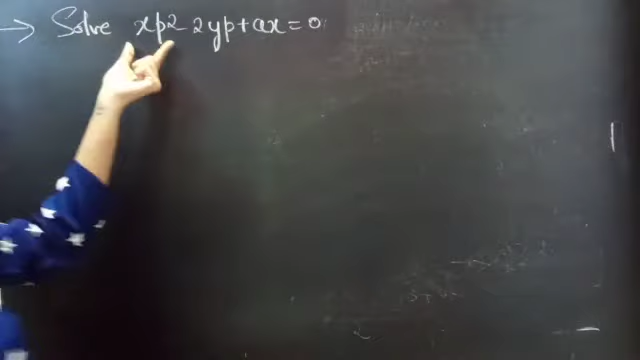 → Solve xp² 2yp+ax=0